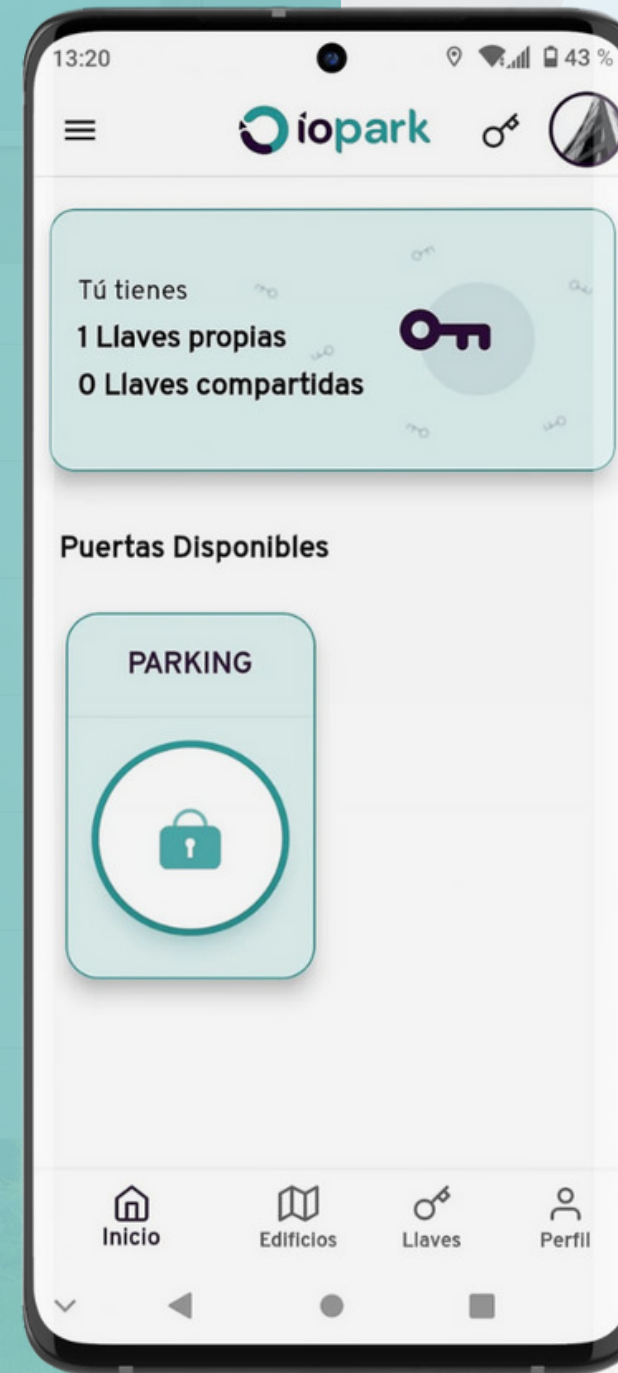 13:20
43 %
iopark
Tú tienes
1 Llaves propias
0 Llaves compartidas
Puertas Disponibles
PARKING
Inicio
Edificios
Llaves
Perfil